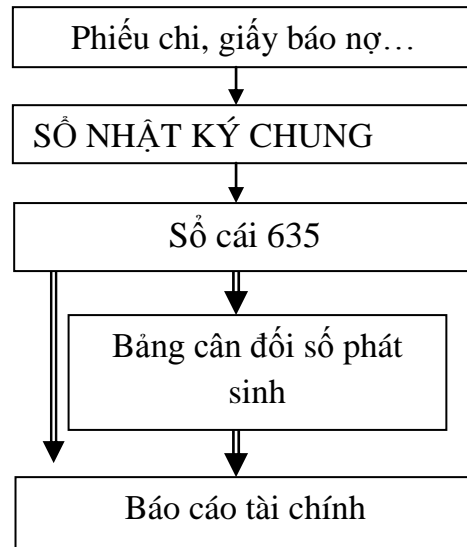 Phiếu chi, giấy báo nợ…
SỔ NHẬT KÝ CHUNG
Sổ cái 635
Bảng cân đối số phát
sinh
Báo cáo tài chính